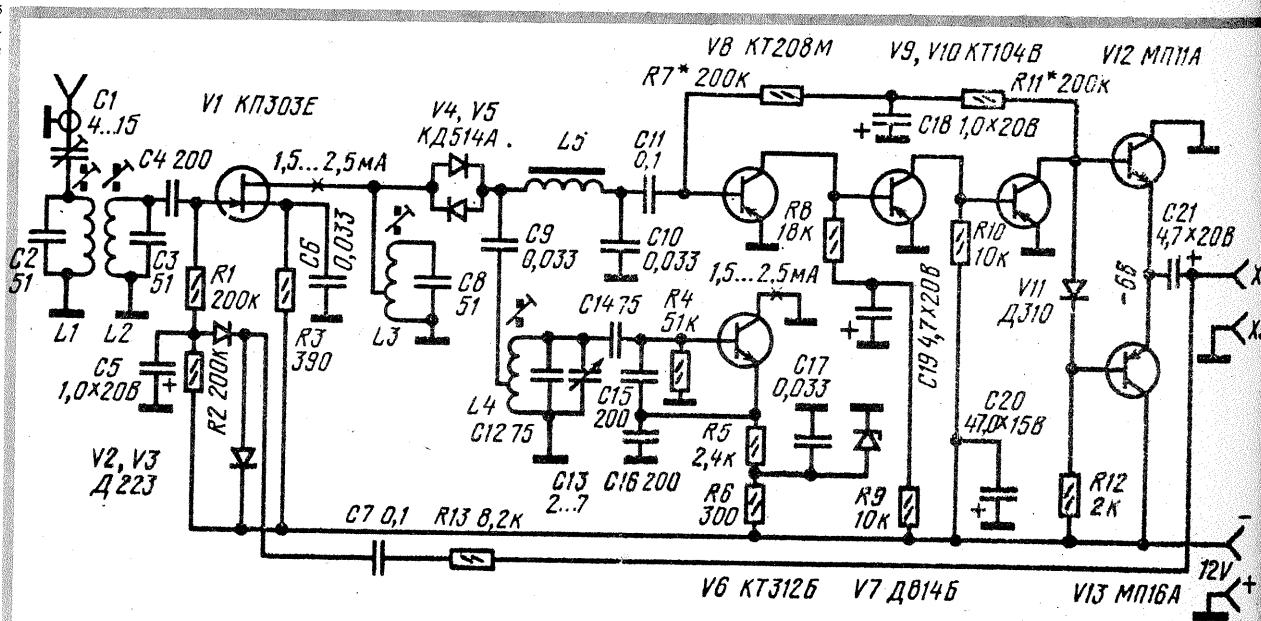 V8 КТ208М
V9, V10 КТ104В
V12 МП11А
R7* 200к
R11* 200к
C1
4...15
V1 КП303Е
V4, V5
КД514А.
L5
C11
0,1
C18 1,0×20В
+
C4 200
1,5...2,5мА
C2
51
C3
51
R1
200к
C6
0,033
C9
0,033
C10
0,033
R8
18к
R10
10к
C21
4,7×20В
+
L1
L2
R3
390
L3
C8
51
C14 75
R4
51к
1,5...2,5мА
+
C19 4,7×20В
V11
Д310
-6В
X
X
C5
1,0×20В
+
R2 200к
L4
C12 75
C15
200
C17
0,033
C20
47,0×15В
+
V2, V3
Д223
C13
2...7
C16 200
R5
2,4к
R6
300
R9
10к
R12
2к
C7 0,1
R13 8,2к
-
12V
+
V6 КТ312Б
V7 Д814Б
V13 МП16А